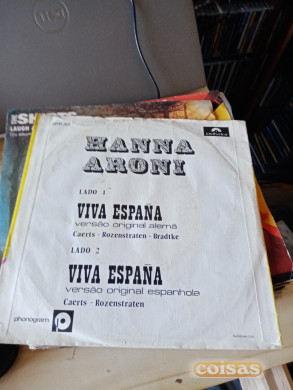 LAUGH
HANNA
ARONI
LADO 1
VIVA ESPAÑA
versão original alemã
Caerts - Rozenstraten - Bradtke
LADO 2
VIVA ESPAÑA
versão original espanhola
Caerts - Rozenstraten
phonogram
coisas